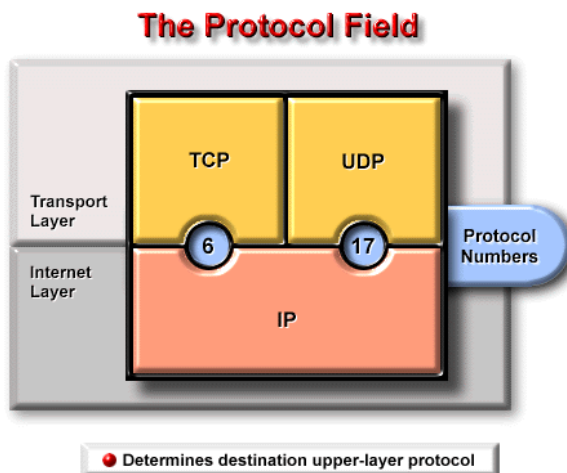 The Protocol Field
TCP
UDP
Transport
Layer
6
17
Protocol
Numbers
Internet
Layer
IP
Determines destination upper-layer protocol